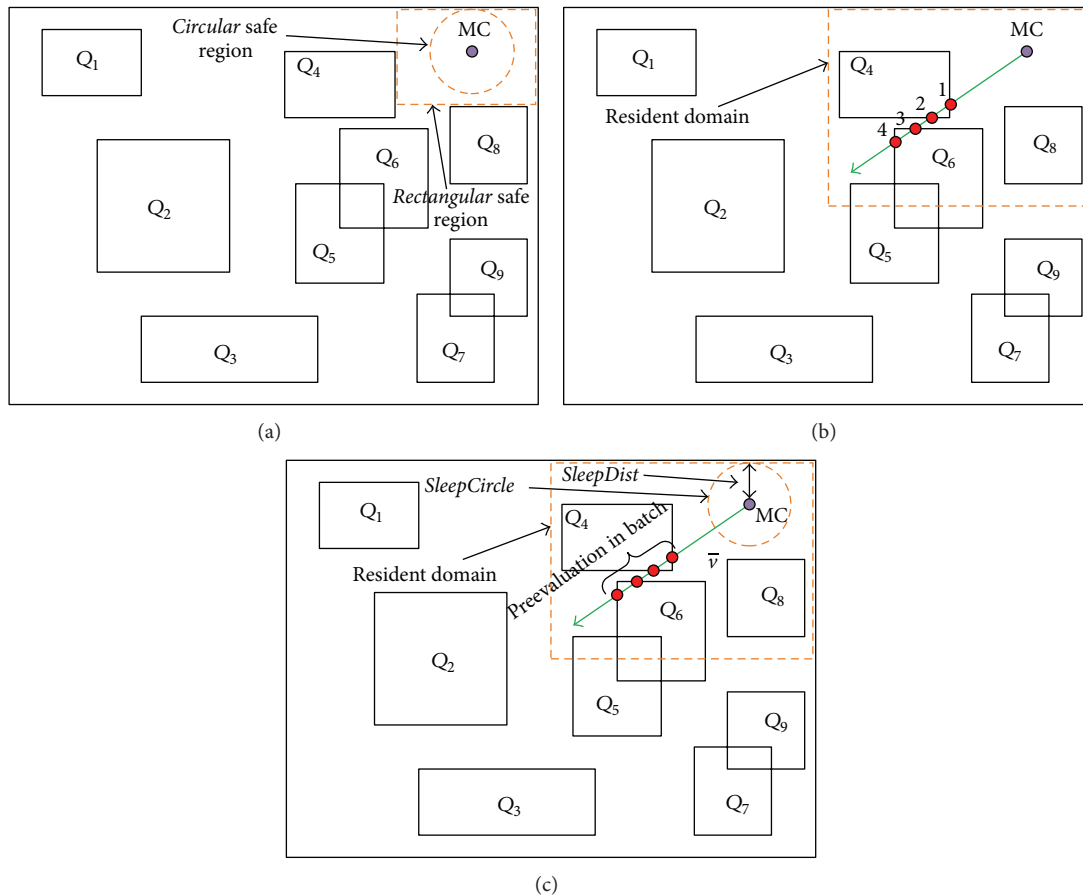 Circular safe
region
MC
Q1
Q4
Q6
Q8
Q2
Rectangular safe
region
Q5
Q9
Q3
Q7
(a)
MC
Q1
Q4
Resident domain
1
2
3
4
Q6
Q8
Q2
Q5
Q9
Q3
Q7
(b)
SleepDist
SleepCircle
MC
Q1
Q4
Preevaluation in batch
v̅
Resident domain
Q6
Q8
Q2
Q5
Q9
Q3
Q7
(c)